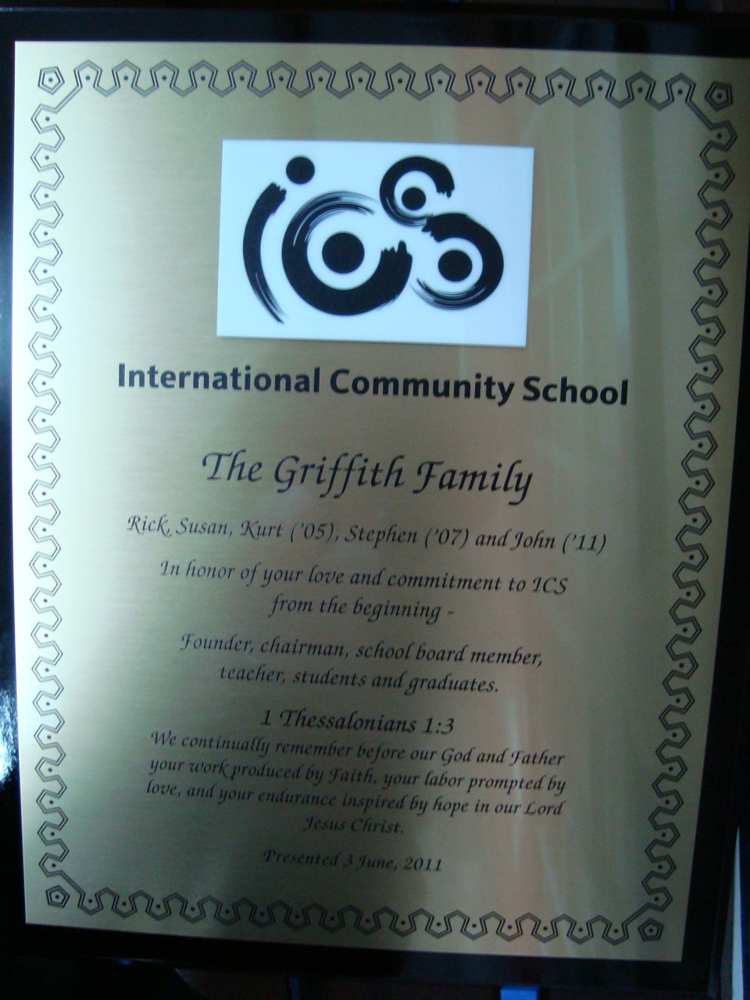 ics
International Community School
The Griffith Family
Rick, Susan, Kurt ('05), Stephen ('07) and John ('11)
In honor of your love and commitment to ICS
from the beginning -
Founder, chairman, school board member,
teacher, students and graduates.
1 Thessalonians 1:3
We continually remember before our God and Father
your work produced by Faith, your labor prompted by
love, and your endurance inspired by hope in our Lord
Jesus Christ.
Presented 3 June, 2011